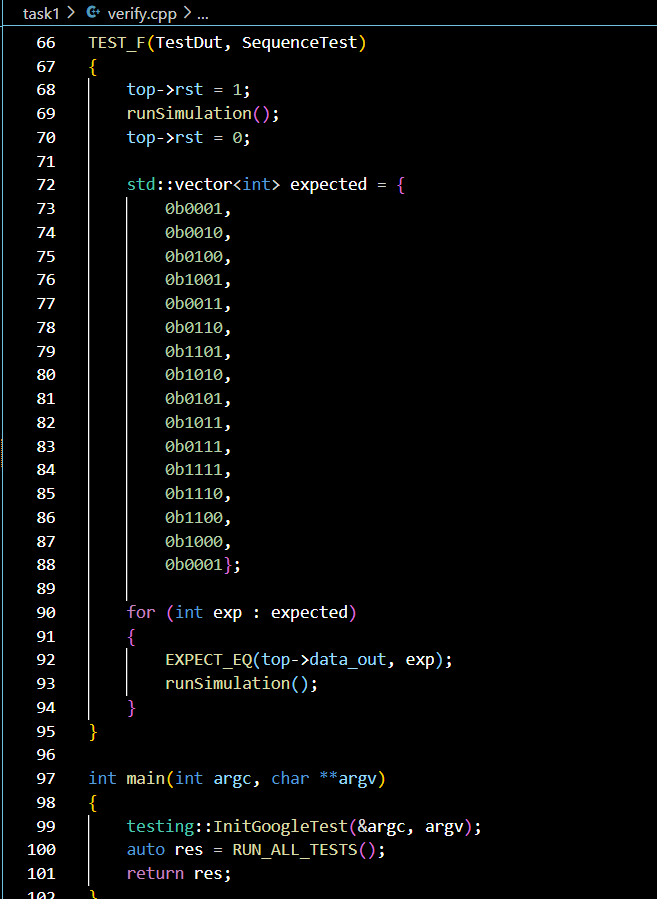 task1 > verify.cpp > ...
66 TEST_F(TestDut, SequenceTest)
67 {
68     top->rst = 1;
69     runSimulation();
70     top->rst = 0;
71
72     std::vector<int> expected = {
73         0b0001,
74         0b0010,
75         0b0100,
76         0b1001,
77         0b0011,
78         0b0110,
79         0b1101,
80         0b1010,
81         0b0101,
82         0b1011,
83         0b0111,
84         0b1111,
85         0b1110,
86         0b1100,
87         0b1000,
88         0b0001};
89
90     for (int exp : expected)
91     {
92         EXPECT_EQ(top->data_out, exp);
93         runSimulation();
94     }
95 }
96
97 int main(int argc, char **argv)
98 {
99     testing::InitGoogleTest(&argc, argv);
100     auto res = RUN_ALL_TESTS();
101     return res;
102 }